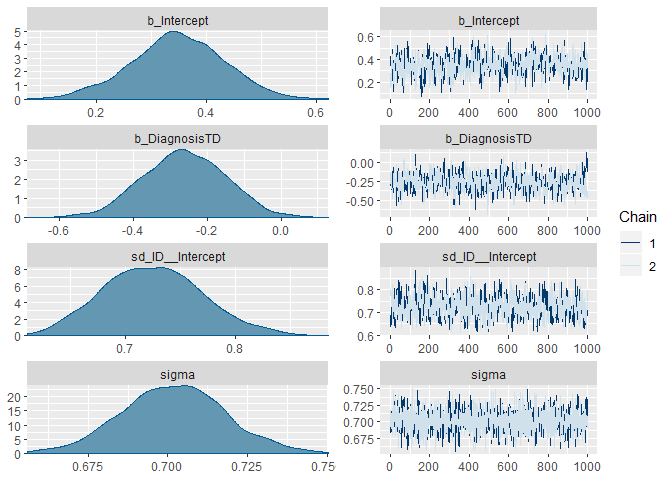 b_Intercept
5
4
3
2
1
0
0.2 0.4 0.6
b_Intercept
0.6
0.4
0.2
0 200 400 600 800 1000
b_DiagnosisTD
3
2
1
0
-0.6 -0.4 -0.2 0.0
b_DiagnosisTD
0.00
-0.25
-0.50
0 200 400 600 800 1000
sd_ID__Intercept
8
6
4
2
0
0.7 0.8
sd_ID__Intercept
0.8
0.7
0.6
0 200 400 600 800 1000
sigma
20
15
10
5
0
0.675 0.700 0.725 0.75
sigma
0.750
0.725
0.700
0.675
0 200 400 600 800 1000
Chain
1
2